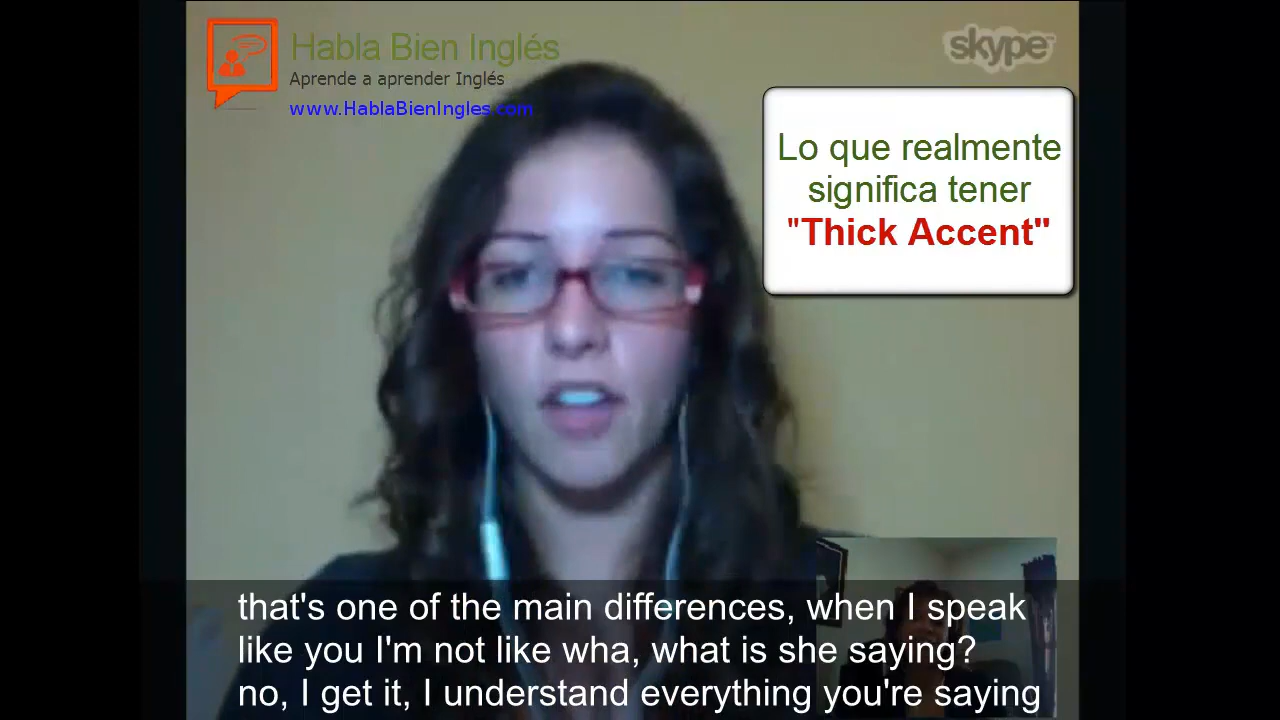 Habla Bien Inglés
Aprende a aprender Inglés
www.HablaBienIngles.com
skype™
Lo que realmente
significa tener
"Thick Accent"
that's one of the main differences, when I speak
like you I'm not like wha, what is she saying?
no, I get it, I understand everything you're saying